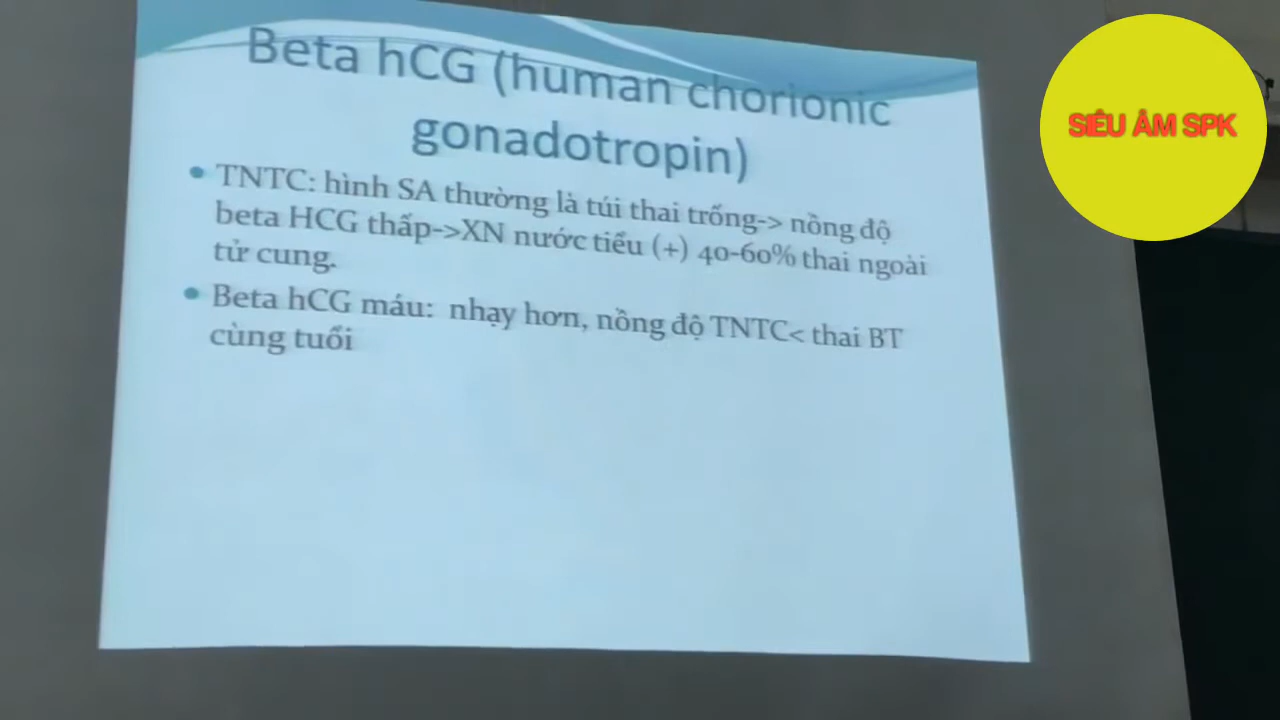 Beta hCG (human chorionic
gonadotropin)
SIÊU ÂM SPK
• TNTC: hình SA thường là túi thai trống-> nồng độ
beta HCG thấp->XN nước tiểu (+) 40-60% thai ngoài
tử cung.
• Beta hCG máu: nhạy hơn, nồng độ TNTC< thai BT
cùng tuổi